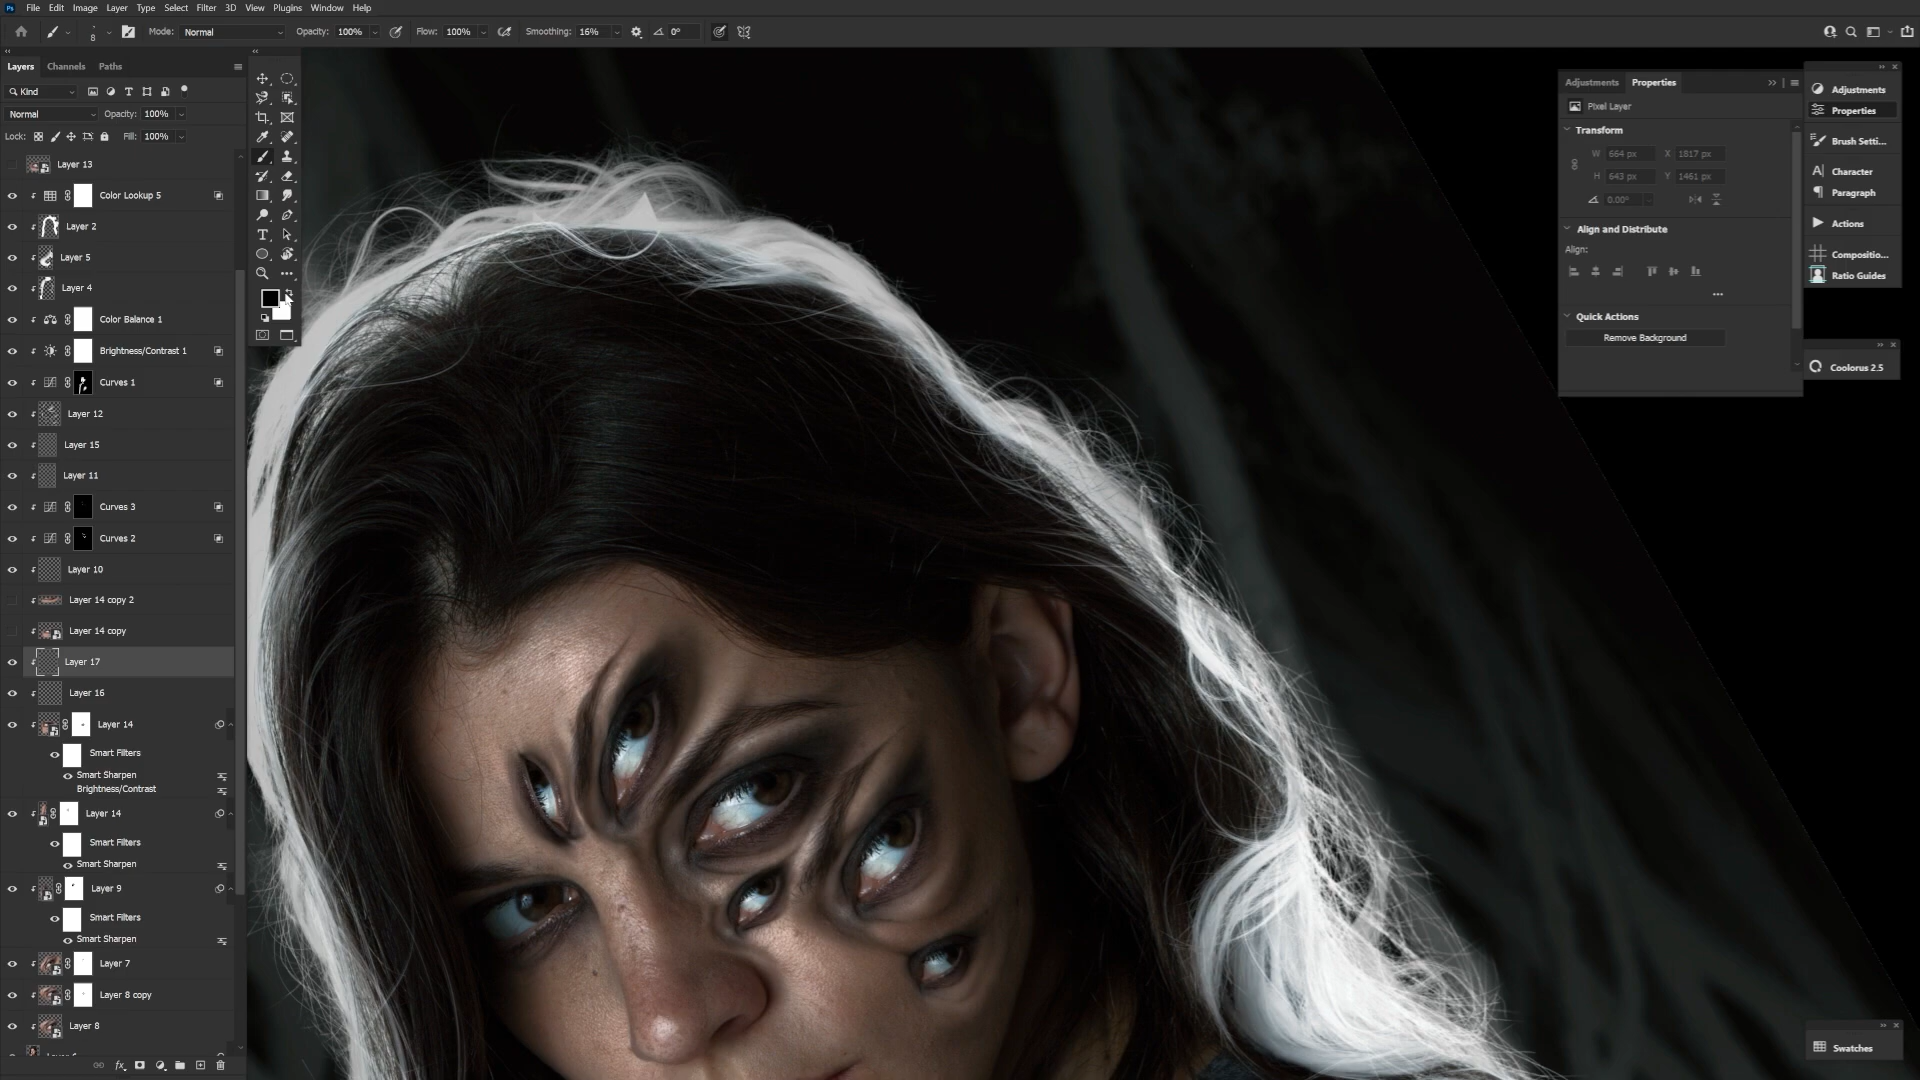 Ps File Edit Image Layer Type Select Filter 3D View Plugins Window Help
8 Mode: Normal Opacity: 100% Flow: 100% Smoothing: 16% 0°
Layers Channels Paths
Kind
Normal Opacity: 100%
Lock: Fill: 100%
Layer 13
Color Lookup 5
Layer 2
Layer 5
Layer 4
Color Balance 1
Brightness/Contrast 1
Curves 1
Layer 12
Layer 15
Layer 11
Curves 3
Curves 2
Layer 10
Layer 14 copy 2
Layer 14 copy
Layer 17
Layer 16
Layer 14
Smart Filters
Smart Sharpen
Brightness/Contrast
Layer 14
Smart Filters
Smart Sharpen
Layer 9
Smart Filters
Smart Sharpen
Layer 7
Layer 8 copy
Layer 8
fx
Adjustments Properties
Pixel Layer
Transform
W 664 px X 1817 px
H 643 px Y 1461 px
0.00°
Align and Distribute
Align:
Quick Actions
Remove Background
Adjustments
Properties
Brush Setti...
Character
Paragraph
Actions
Compositio...
Ratio Guides
Coolorus 2.5
Swatches